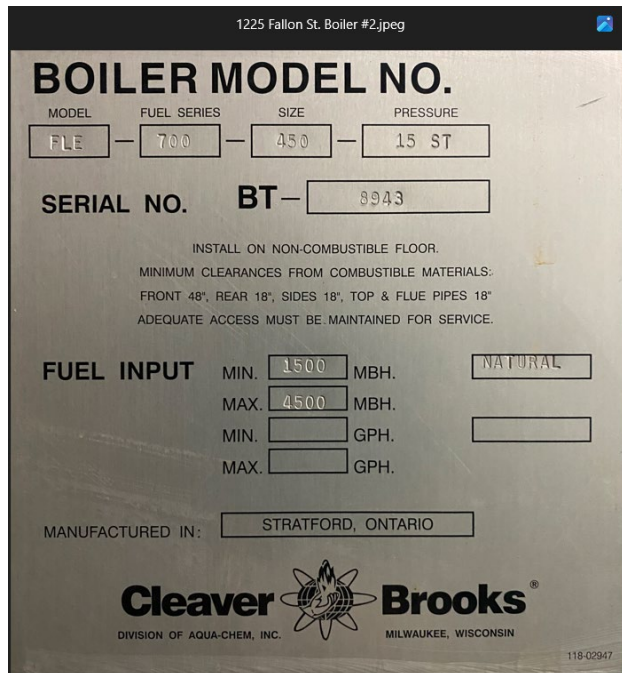 1225 Fallon St. Boiler #2.jpeg
BOILER MODEL NO.
MODEL FUEL SERIES SIZE PRESSURE
FLE — 700 — 450 — 15 ST
SERIAL NO. BT— 8943
INSTALL ON NON-COMBUSTIBLE FLOOR.
MINIMUM CLEARANCES FROM COMBUSTIBLE MATERIALS:
FRONT 48", REAR 18", SIDES 18", TOP & FLUE PIPES 18"
ADEQUATE ACCESS MUST BE MAINTAINED FOR SERVICE.
FUEL INPUT MIN. 1500 MBH. NATURAL
MAX. 4500 MBH.
MIN. GPH.
MAX. GPH.
MANUFACTURED IN: STRATFORD, ONTARIO
Cleaver Brooks®
DIVISION OF AQUA-CHEM, INC. MILWAUKEE, WISCONSIN
118-02947